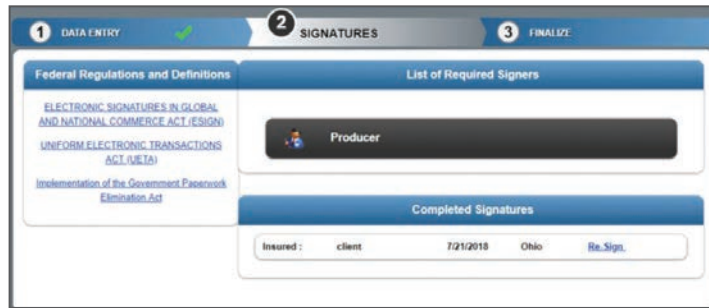 1 DATA ENTRY
2 SIGNATURES
3 FINALIZE
Federal Regulations and Definitions
ELECTRONIC SIGNATURES IN GLOBAL
AND NATIONAL COMMERCE ACT (ESIGN)
UNIFORM ELECTRONIC TRANSACTIONS
ACT (UETA)
Implementation of the Government Paperwork
Elimination Act
List of Required Signers
Producer
Completed Signatures
Insured : client 7/21/2018 Ohio Re.Sign.